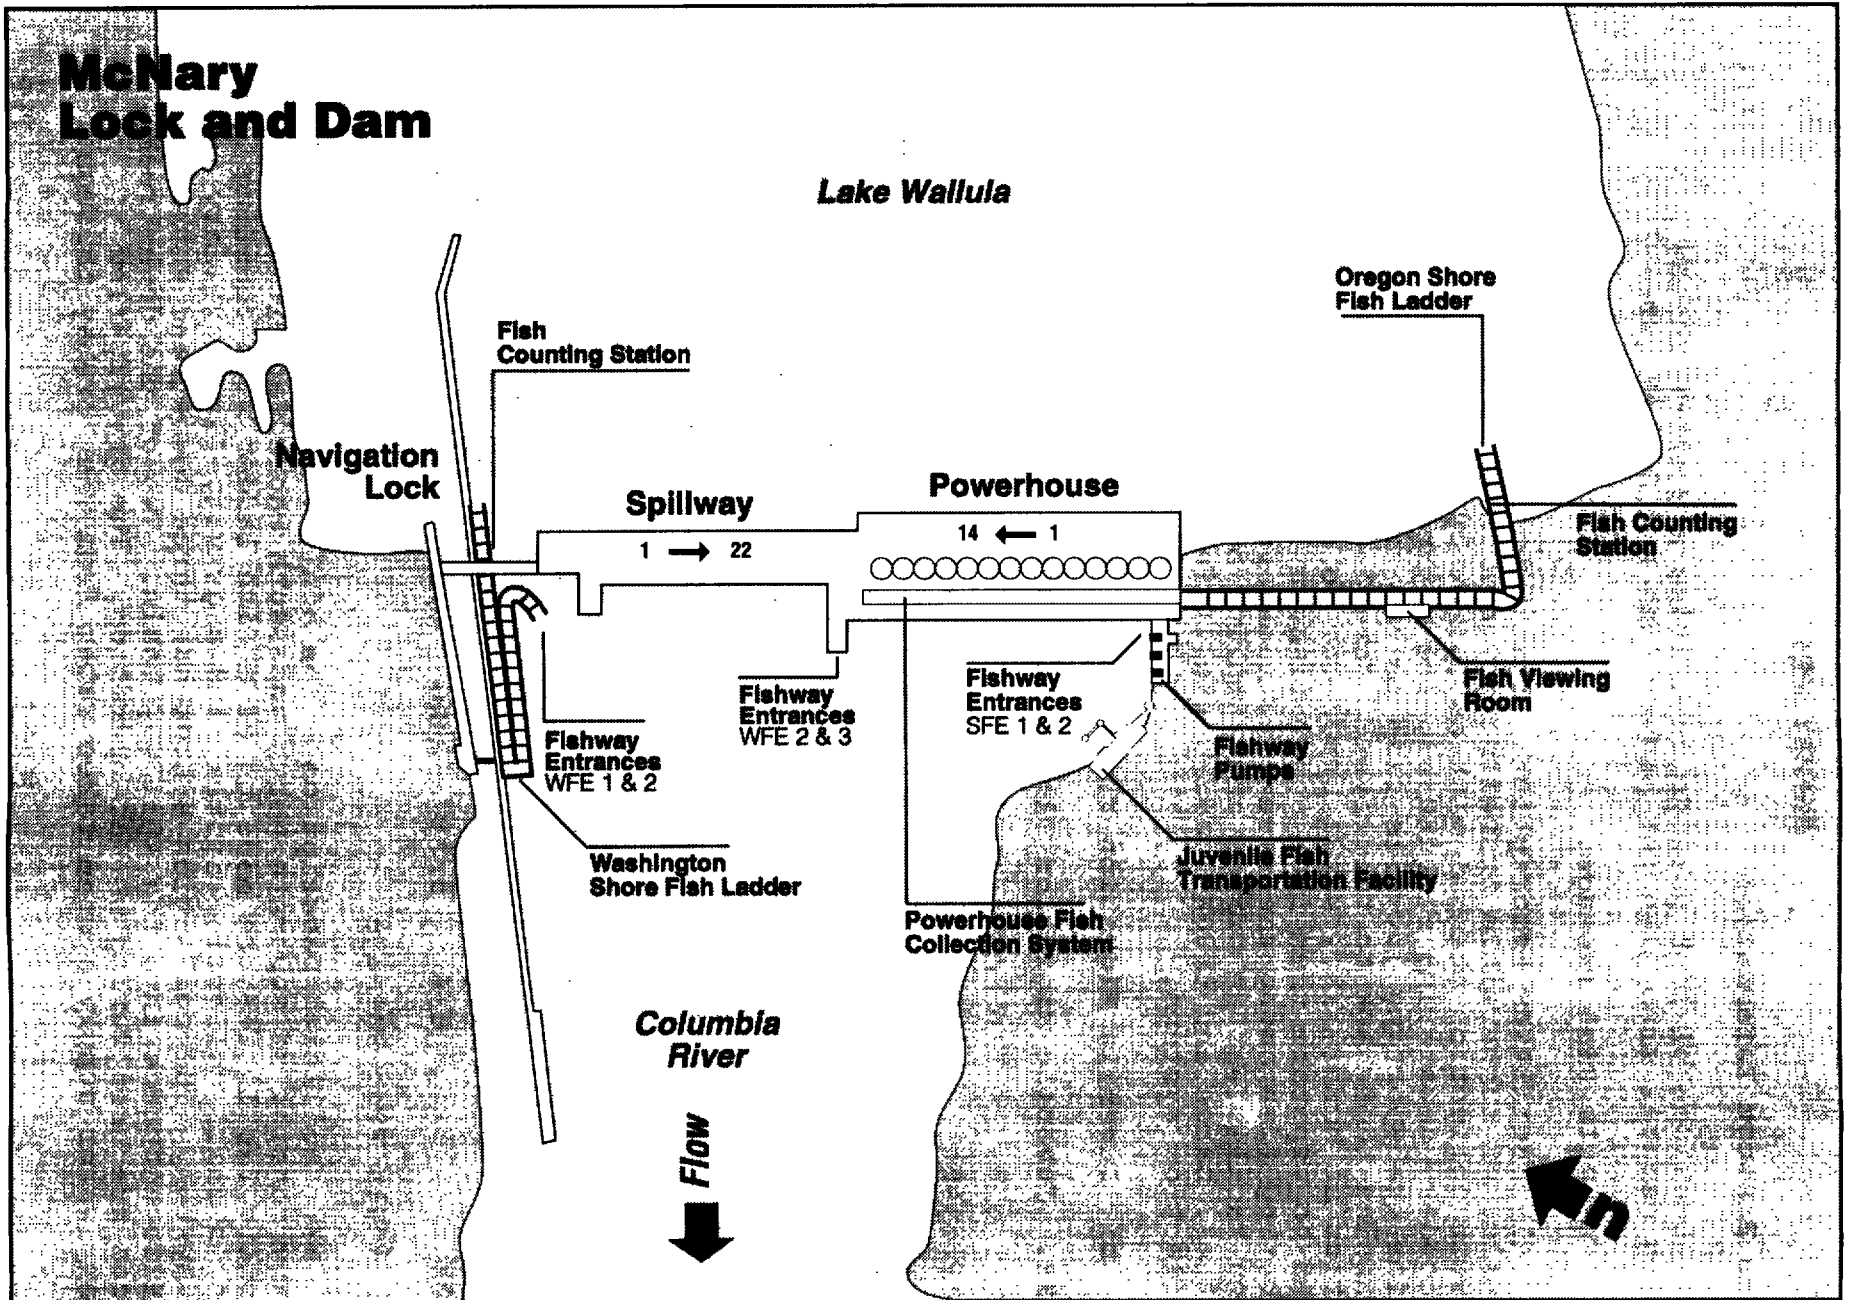 McNary
Lock and Dam
Lake Wallula
Oregon Shore
Fish Ladder
Fish
Counting Station
Navigation
Lock
Spillway
1 22
Powerhouse
14 1
Fish Counting
Station
Fishway
Entrances
WFE 1 & 2
Fishway
Entrances
WFE 2 & 3
Fishway
Entrances
SFE 1 & 2
Fish Viewing
Room
Fishway
Pumps
Washington
Shore Fish Ladder
Juvenile Fish
Transportation Facility
Powerhouse Fish
Collection System
Columbia
River
Flow
n